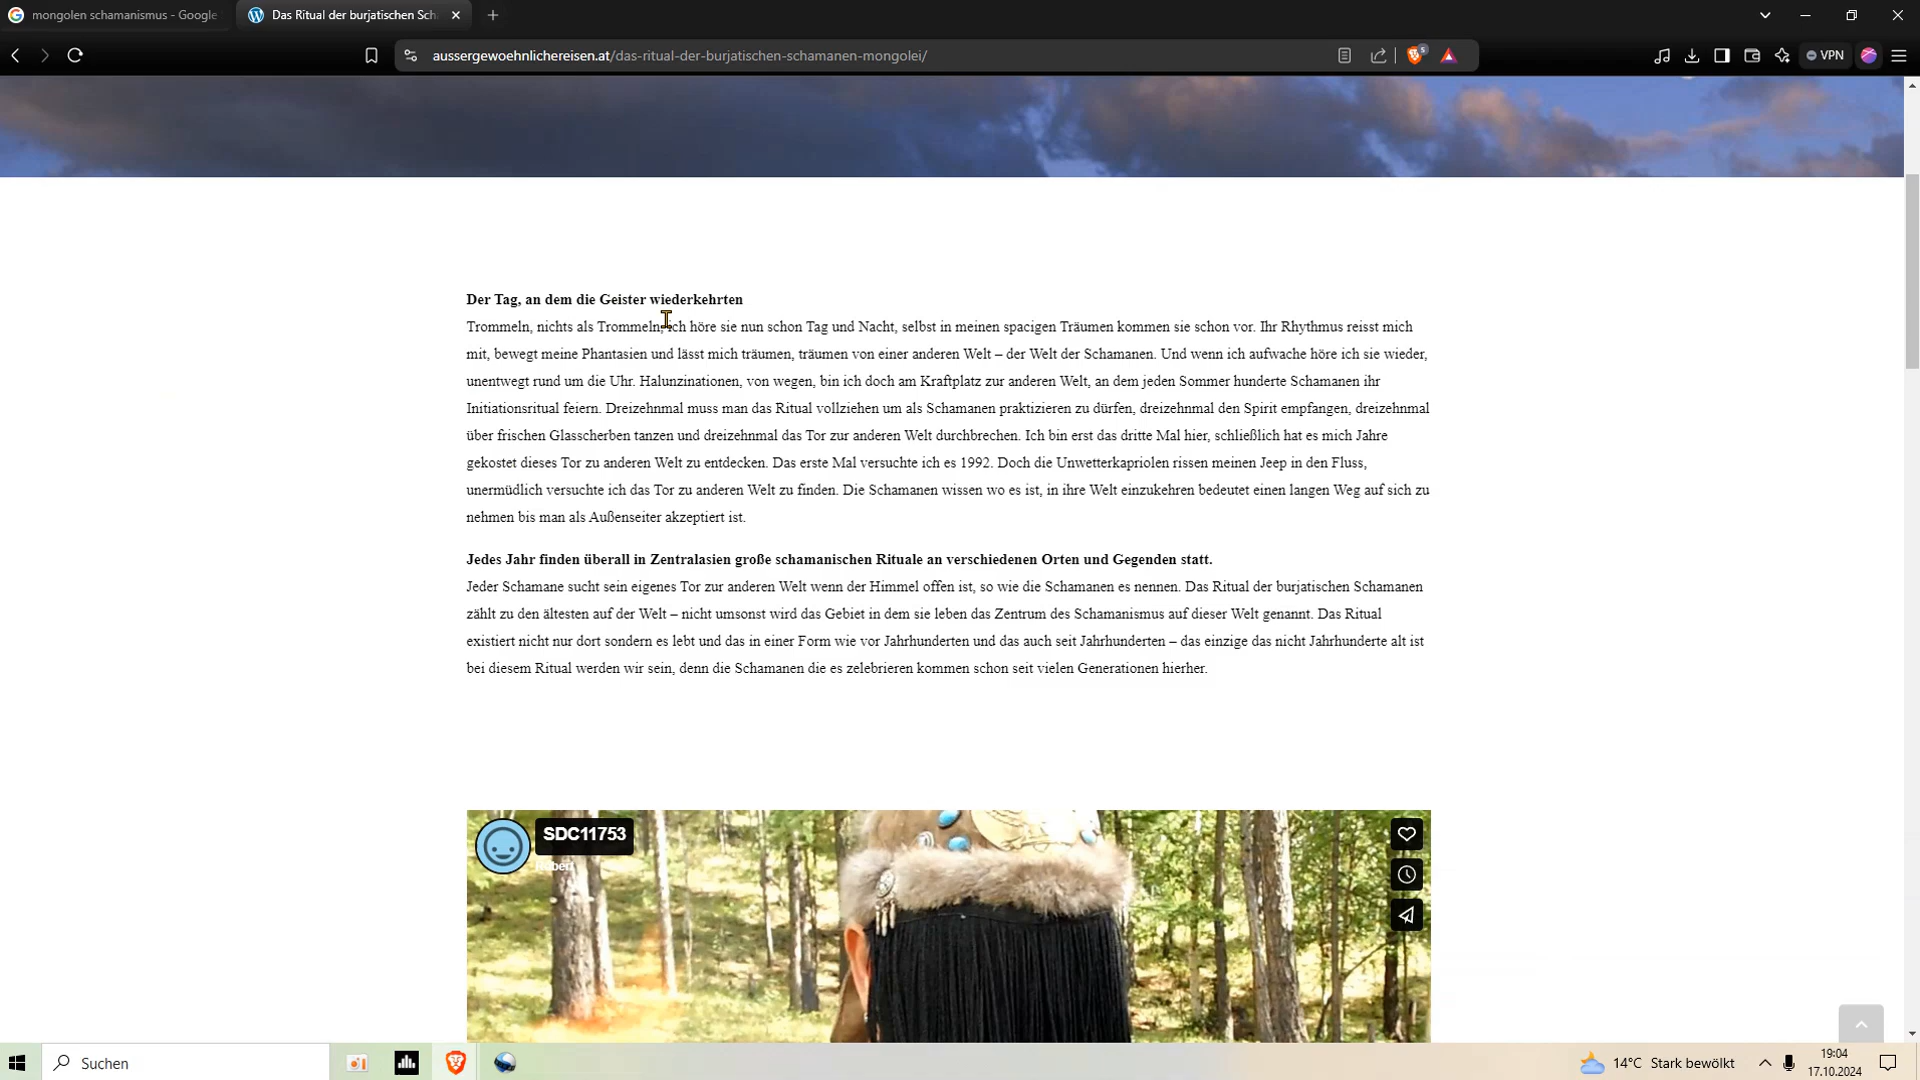 mongolen schamanismus - Google
Das Ritual der burjatischen Sch
aussergewoehnlichereisen.at/das-ritual-der-burjatischen-schamanen-mongolei/
5
VPN
Der Tag, an dem die Geister wiederkehrten
Trommeln, nichts als Trommeln, ich höre sie nun schon Tag und Nacht, selbst in meinen spacigen Träumen kommen sie schon vor. Ihr Rhythmus reisst mich
mit, bewegt meine Phantasien und lässt mich träumen, träumen von einer anderen Welt – der Welt der Schamanen. Und wenn ich aufwache höre ich sie wieder,
unentwegt rund um die Uhr. Halunzinationen, von wegen, bin ich doch am Kraftplatz zur anderen Welt, an dem jeden Sommer hunderte Schamanen ihr
Initiationsritual feiern. Dreizehnmal muss man das Ritual vollziehen um als Schamanen praktizieren zu dürfen, dreizehnmal den Spirit empfangen, dreizehnmal
über frischen Glasscherben tanzen und dreizehnmal das Tor zur anderen Welt durchbrechen. Ich bin erst das dritte Mal hier, schließlich hat es mich Jahre
gekostet dieses Tor zu anderen Welt zu entdecken. Das erste Mal versuchte ich es 1992. Doch die Unwetterkapriolen rissen meinen Jeep in den Fluss,
unermüdlich versuchte ich das Tor zu anderen Welt zu finden. Die Schamanen wissen wo es ist, in ihre Welt einzukehren bedeutet einen langen Weg auf sich zu
nehmen bis man als Außenseiter akzeptiert ist.
Jedes Jahr finden überall in Zentralasien große schamanischen Rituale an verschiedenen Orten und Gegenden statt.
Jeder Schamane sucht sein eigenes Tor zur anderen Welt wenn der Himmel offen ist, so wie die Schamanen es nennen. Das Ritual der burjatischen Schamanen
zählt zu den ältesten auf der Welt – nicht umsonst wird das Gebiet in dem sie leben das Zentrum des Schamanismus auf dieser Welt genannt. Das Ritual
existiert nicht nur dort sondern es lebt und das in einer Form wie vor Jahrhunderten und das auch seit Jahrhunderten – das einzige das nicht Jahrhunderte alt ist
bei diesem Ritual werden wir sein, denn die Schamanen die es zelebrieren kommen schon seit vielen Generationen hierher.
SDC11753
Suchen
14°C Stark bewölkt
19:04
17.10.2024